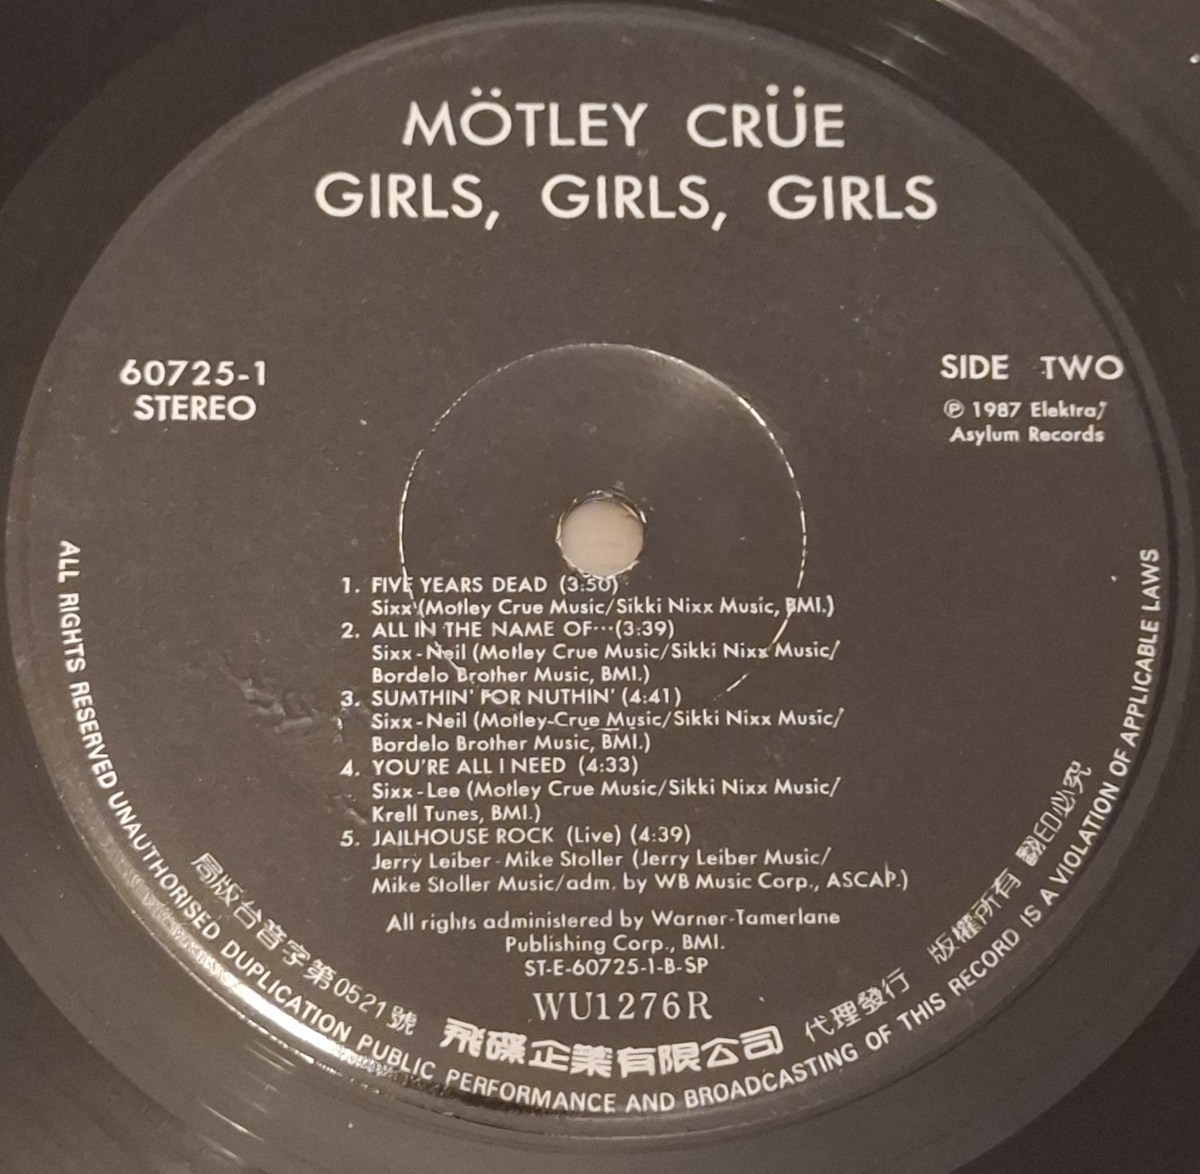 MÖTLEY CRÜE
GIRLS, GIRLS, GIRLS
60725-1
STEREO
SIDE TWO
Ⓟ 1987 Elektra/
Asylum Records
1. FIVE YEARS DEAD (3:50)
Sixx (Motley Crue Music/Sikki Nixx Music, BMI.)
2. ALL IN THE NAME OF···(3:39)
Sixx-Neil (Motley Crue Music/Sikki Nixx Music/
Bordelo Brother Music, BMI.)
3. SUMTHIN' FOR NUTHIN' (4:41)
Sixx-Neil (Motley-Crue Music/Sikki Nixx Music/
Bordelo Brother Music, BMI.)
4. YOU'RE ALL I NEED (4:33)
Sixx-Lee (Motley Crue Music/Sikki Nixx Music/
Krell Tunes, BMI.)
5. JAILHOUSE ROCK (Live) (4:39)
Jerry Leiber-Mike Stoller (Jerry Leiber Music/
Mike Stoller Music/adm. by WB Music Corp., ASCAP.)
All rights administered by Warner-Tamerlane
Publishing Corp., BMI.
ST-E-60725-1-B-SP
WU1276R
局版台音字第0521號 飛碟企業有限公司 代理發行 版權所有 翻印必究
ALL RIGHTS RESERVED UNAUTHORISED DUPLICATION PUBLIC PERFORMANCE AND BROADCASTING OF THIS RECORD IS A VIOLATION OF APPLICABLE LAWS